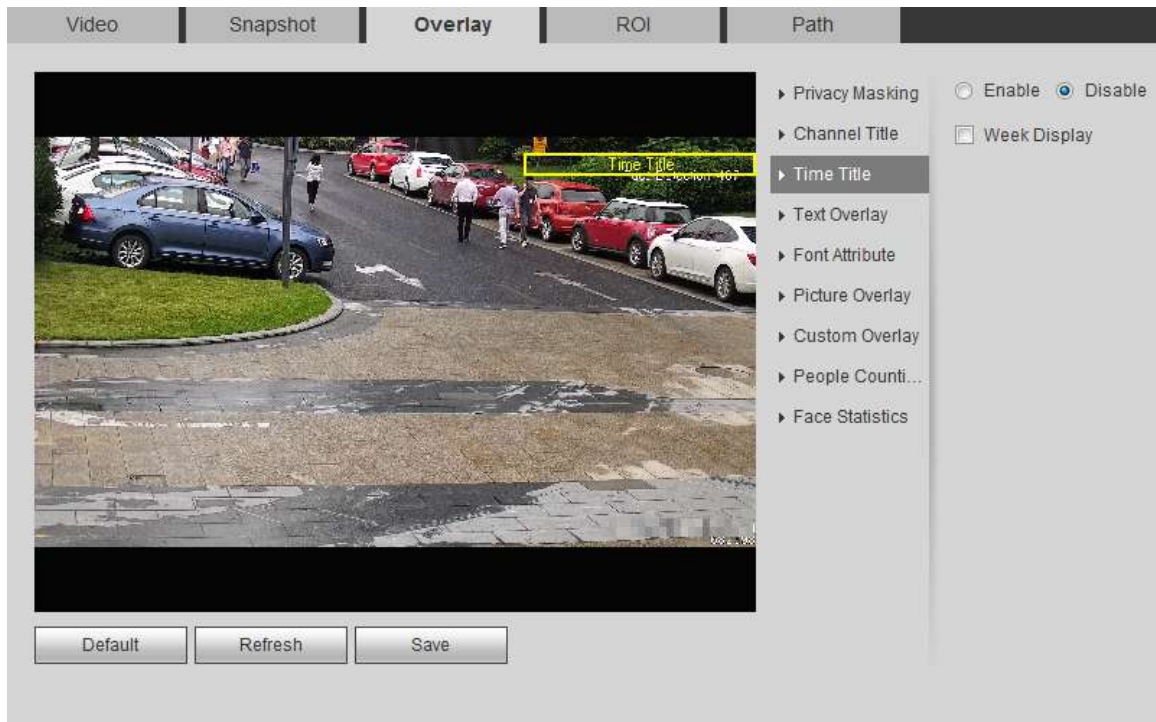 Video
Snapshot
Overlay
ROI
Path
Privacy Masking
Enable
Disable
Channel Title
Week Display
Time Title
Time Title
Text Overlay
Font Attribute
Picture Overlay
Custom Overlay
People Counti...
Face Statistics
Default
Refresh
Save